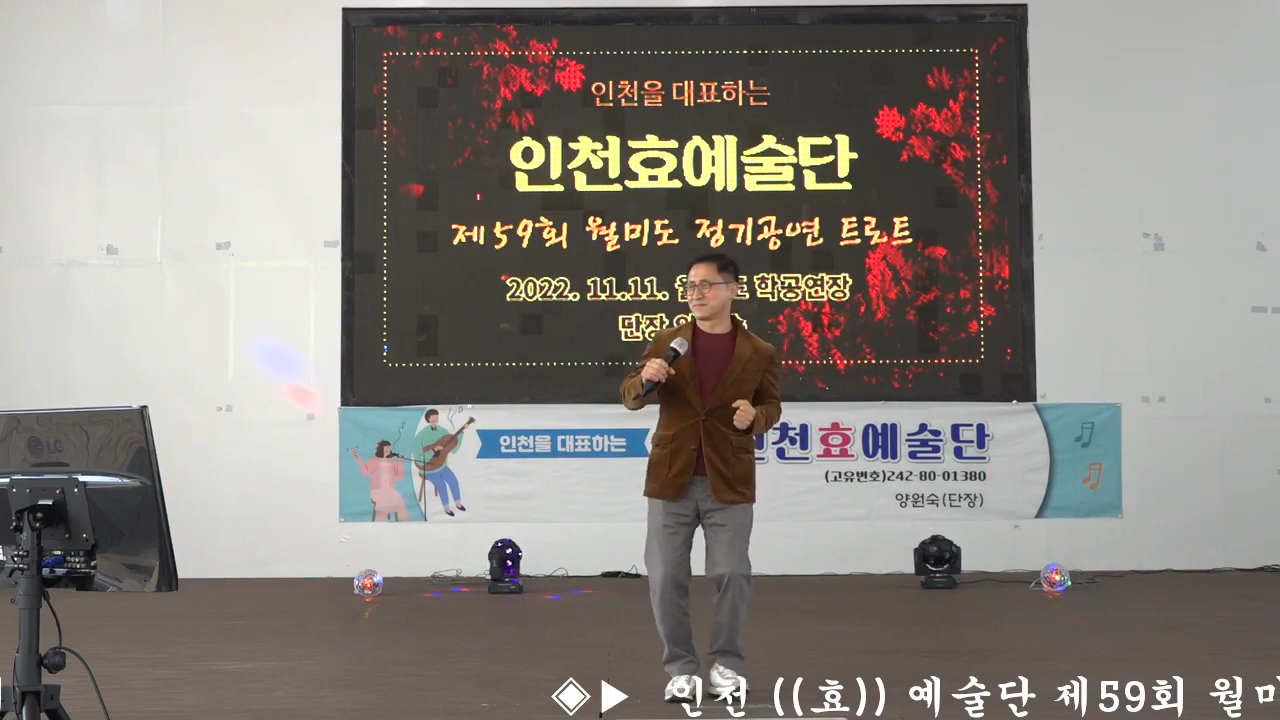 인천을 대표하는
인천효예술단
제59회 월미도 정기공연 트로트
2022. 11.11. 학공연장
단장
LG
인천을 대표하는
인천효예술단
(고유번호)242-80-01380
양원숙(단장)
◈▶ 인천 ((효)) 예술단 제59회 월미